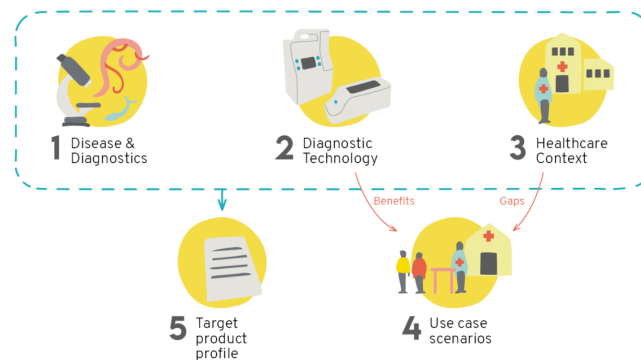 1 Disease &
Diagnostics
2 Diagnostic
Technology
3 Healthcare
Context
Benefits
Gaps
5 Target
product
profile
4 Use case
scenarios